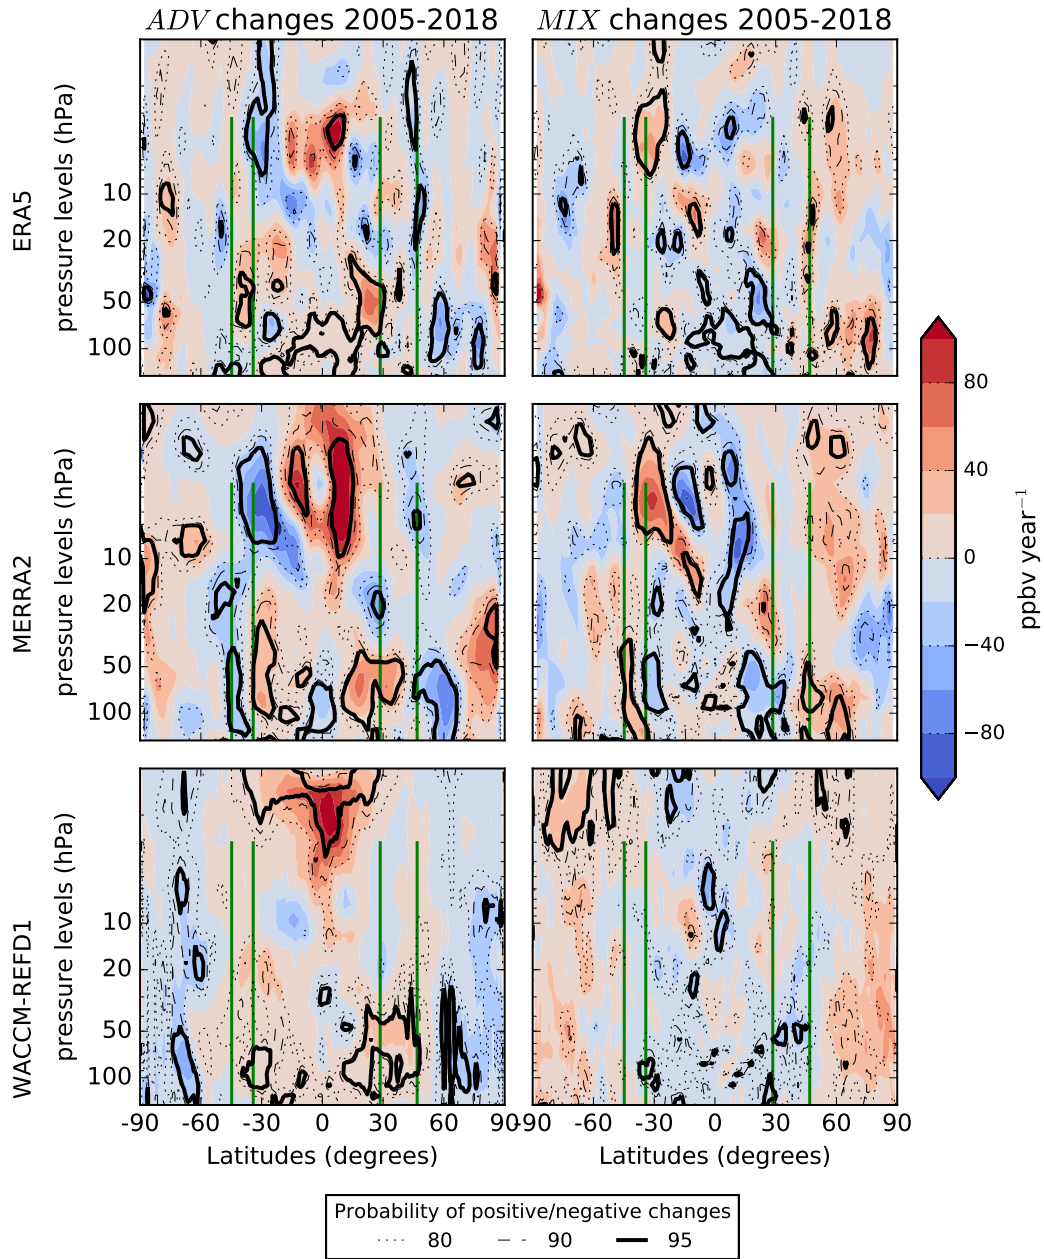 ADV changes 2005-2018 MIX changes 2005-2018
ERA5
pressure levels (hPa)
10
20
50
100
MERRA2
pressure levels (hPa)
10
20
50
100
WACCM-REFD1
pressure levels (hPa)
10
20
50
100
-90 -60 -30 0 30 60 90
-90 -60 -30 0 30 60 90
Latitudes (degrees) Latitudes (degrees)
80
40
0
−40
−80
ppbv year⁻¹
Probability of positive/negative changes
80 90 95